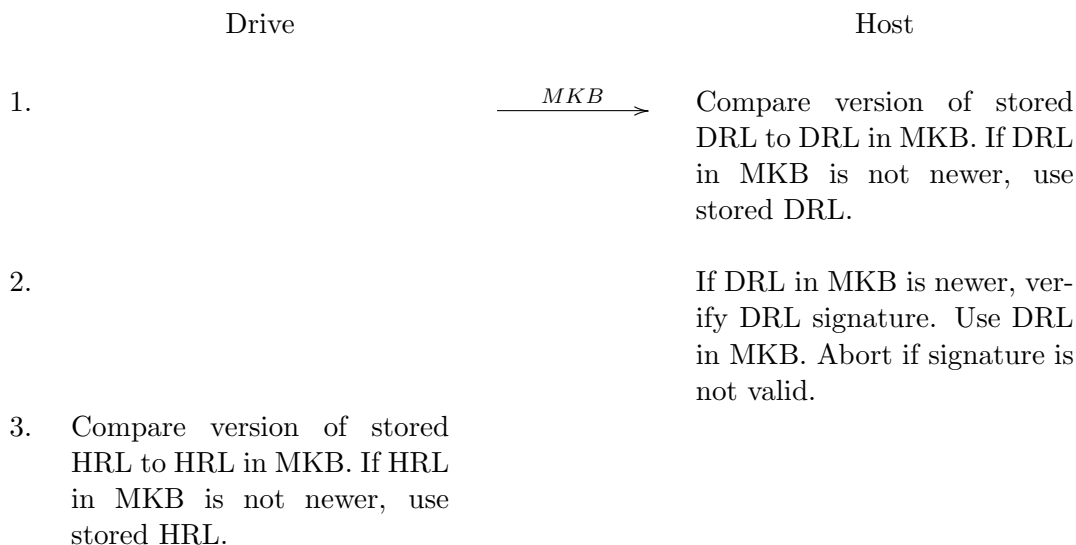 Drive Host
1. MKB Compare version of stored
DRL to DRL in MKB. If DRL
in MKB is not newer, use
stored DRL.
2. If DRL in MKB is newer, ver-
ify DRL signature. Use DRL
in MKB. Abort if signature is
not valid.
3. Compare version of stored
HRL to HRL in MKB. If HRL
in MKB is not newer, use
stored HRL.